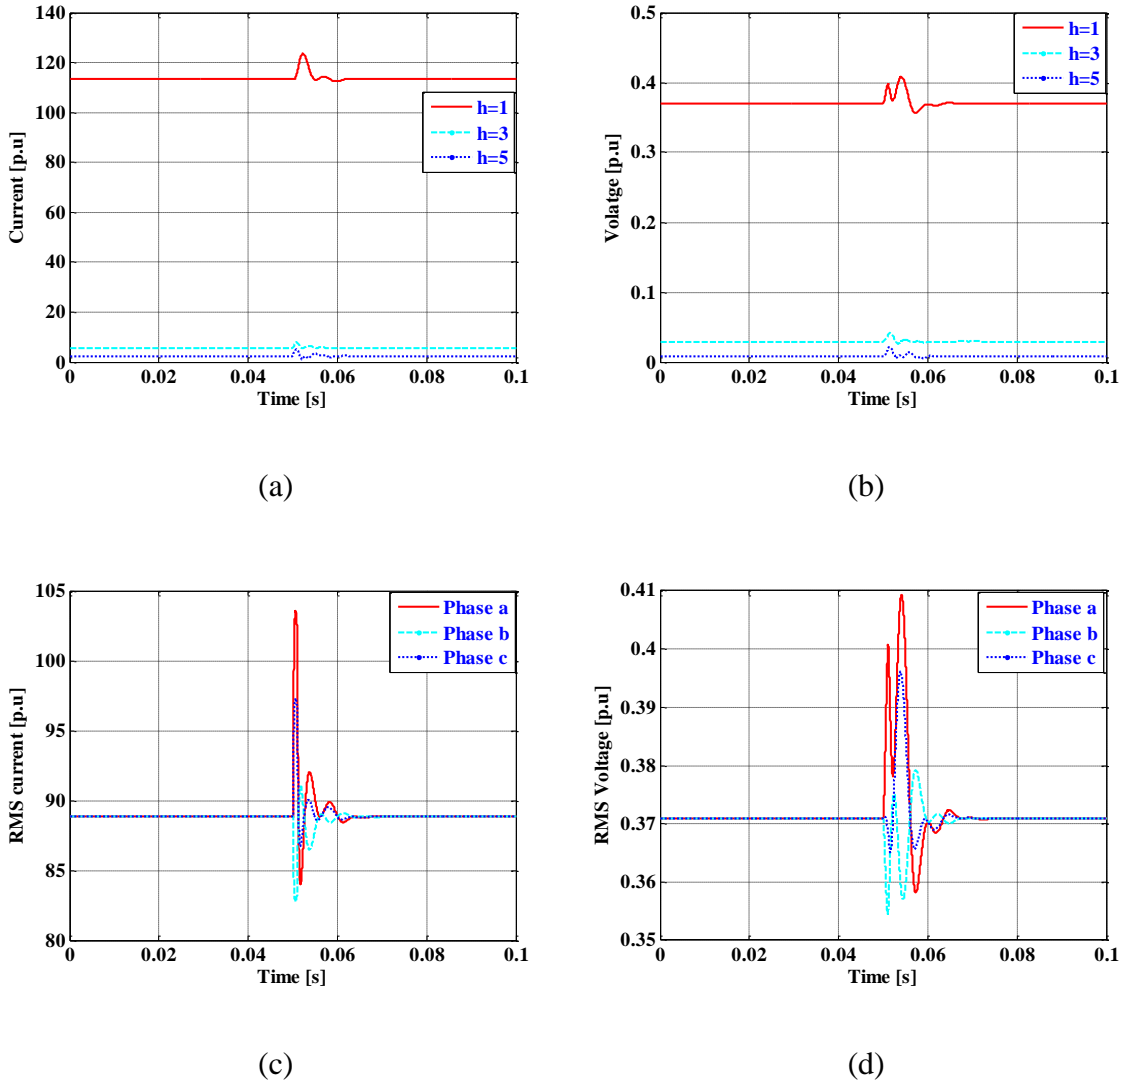 140
120
100
80
60
40
20
0
Current [p.u]
0 0.02 0.04 0.06 0.08 0.1
Time [s]
h=1
h=3
h=5
(a)
0.5
0.4
0.3
0.2
0.1
0
Volatge [p.u]
0 0.02 0.04 0.06 0.08 0.1
Time [s]
h=1
h=3
h=5
(b)
105
100
95
90
85
80
RMS current [p.u]
0 0.02 0.04 0.06 0.08 0.1
Time [s]
Phase a
Phase b
Phase c
(c)
0.41
0.4
0.39
0.38
0.37
0.36
0.35
RMS Voltage [p.u]
0 0.02 0.04 0.06 0.08 0.1
Time [s]
Phase a
Phase b
Phase c
(d)